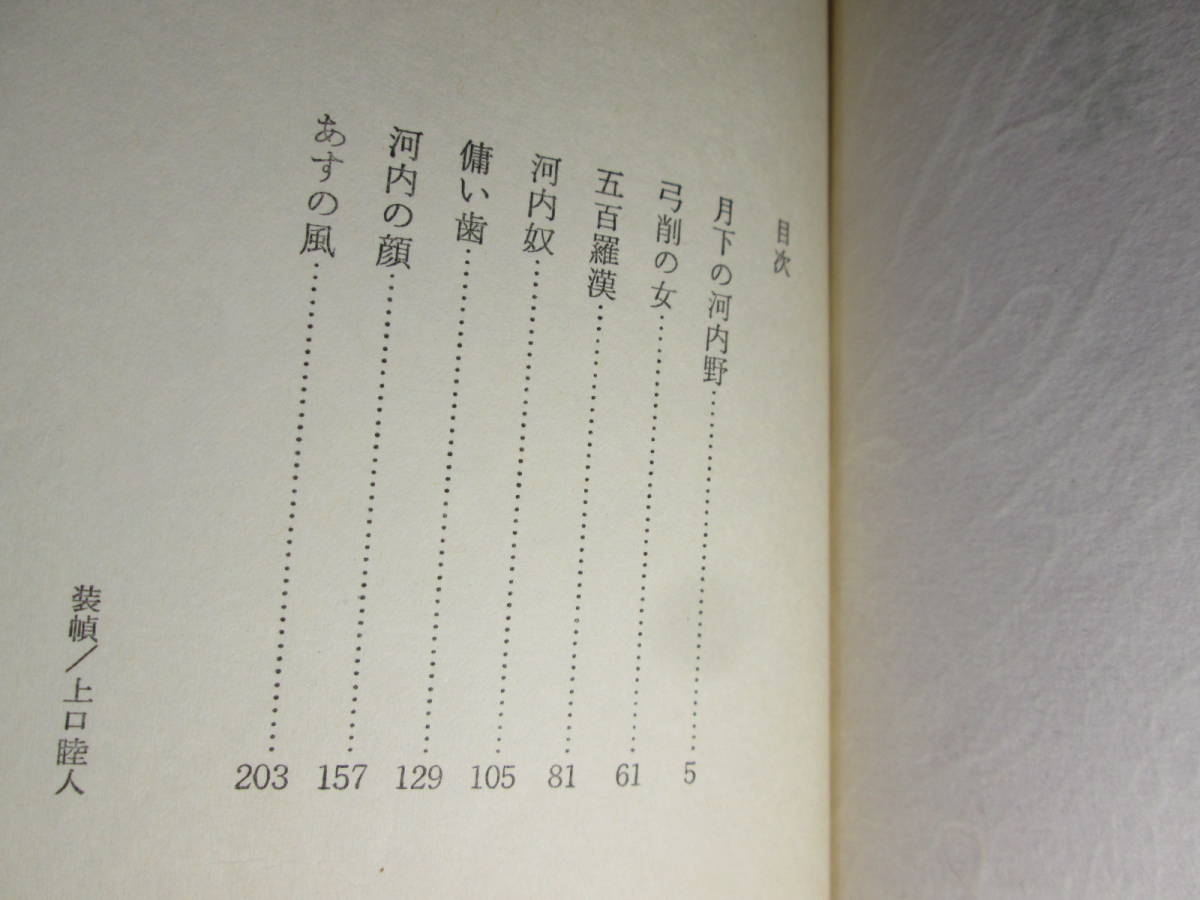 目次
月下の河内野…………5
弓削の女…………61
五百羅漢…………81
河内奴…………105
傭い歯…………129
河内の顔…………157
あすの風…………203
装幀／上口睦人